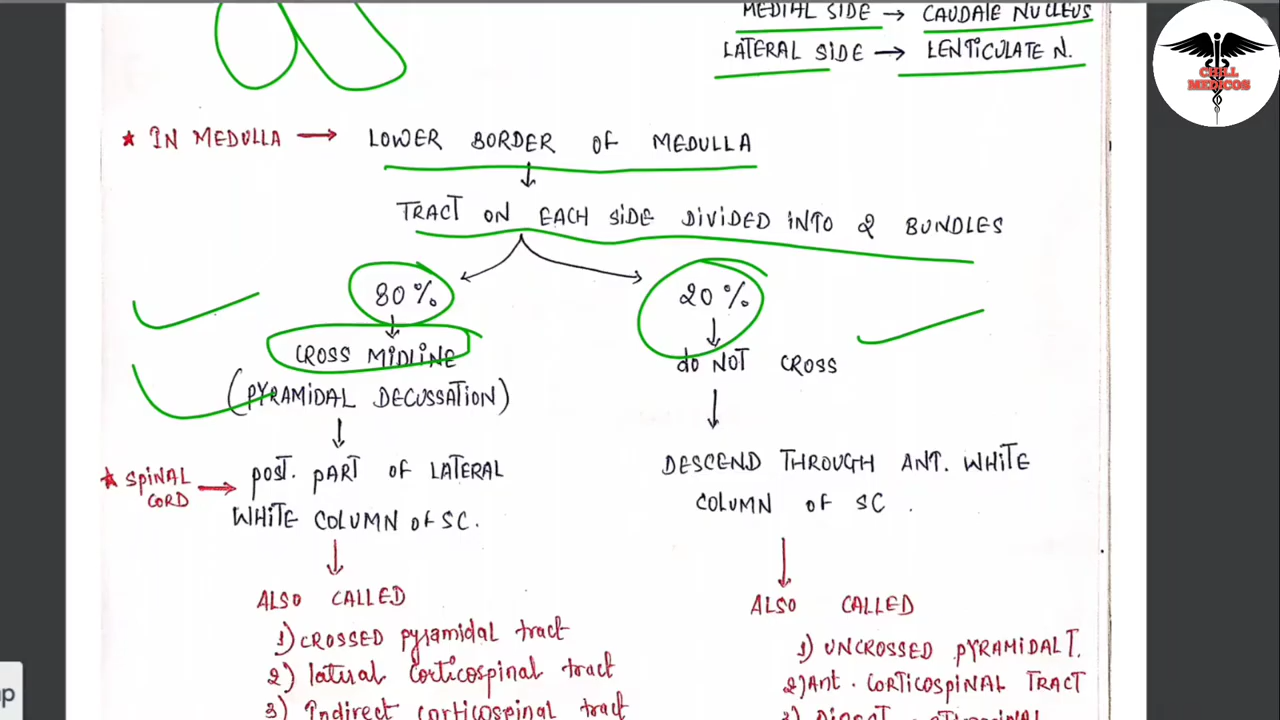 MEDIAL SIDE → CAUDATE NUCLEUS
LATERAL SIDE → LENTICULATE N.
CHILL
MEDICOS
★ IN MEDULLA → LOWER BORDER OF MEDULLA
TRACT ON EACH SIDE DIVIDED INTO 2 BUNDLES
80%
20%
CROSS MIDLINE
do NOT CROSS
(PYRAMIDAL DECUSSATION)
★ SPINAL CORD → POST. PART OF LATERAL
WHITE COLUMN OF SC.
DESCEND THROUGH ANT. WHITE
COLUMN OF SC.
ALSO CALLED
1) CROSSED pyramidal tract
2) lateral corticospinal tract
3) Indirect corticospinal tract
ALSO CALLED
1) UNCROSSED PYRAMIDAL T.
2) Ant. CORTICOSPINAL TRACT
3)